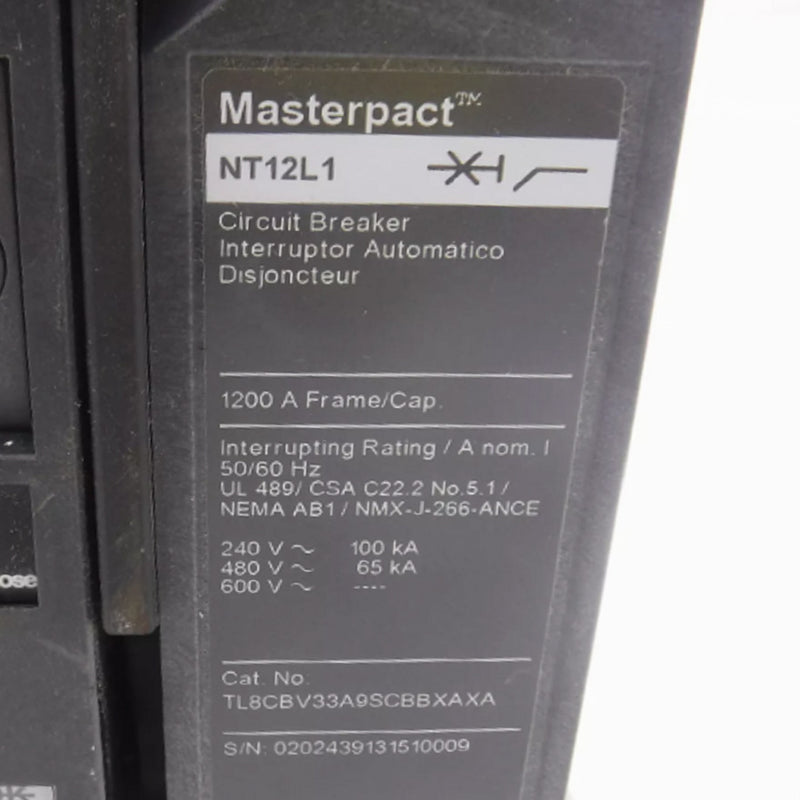 Masterpact™
NT12L1
Circuit Breaker
Interruptor Automático
Disjoncteur
1200 A Frame/Cap.
Interrupting Rating / A nom. I
50/60 Hz
UL 489/ CSA C22.2 No.5.1 /
NEMA AB1 / NMX-J-266-ANCE
240 V ～ 100 kA
480 V ～ 65 kA
600 V ～ ----
Cat. No.
TL8CBV33A9SCBBXAXA
S/N: 0202439131510009
ose